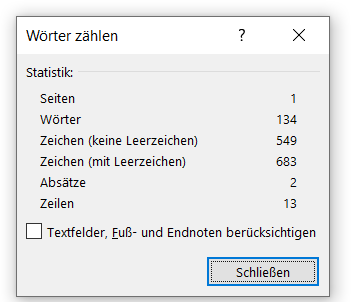 Wörter zählen ?
Statistik:
Seiten 1
Wörter 134
Zeichen (keine Leerzeichen) 549
Zeichen (mit Leerzeichen) 683
Absätze 2
Zeilen 13
Textfelder, Fuß- und Endnoten berücksichtigen
Schließen